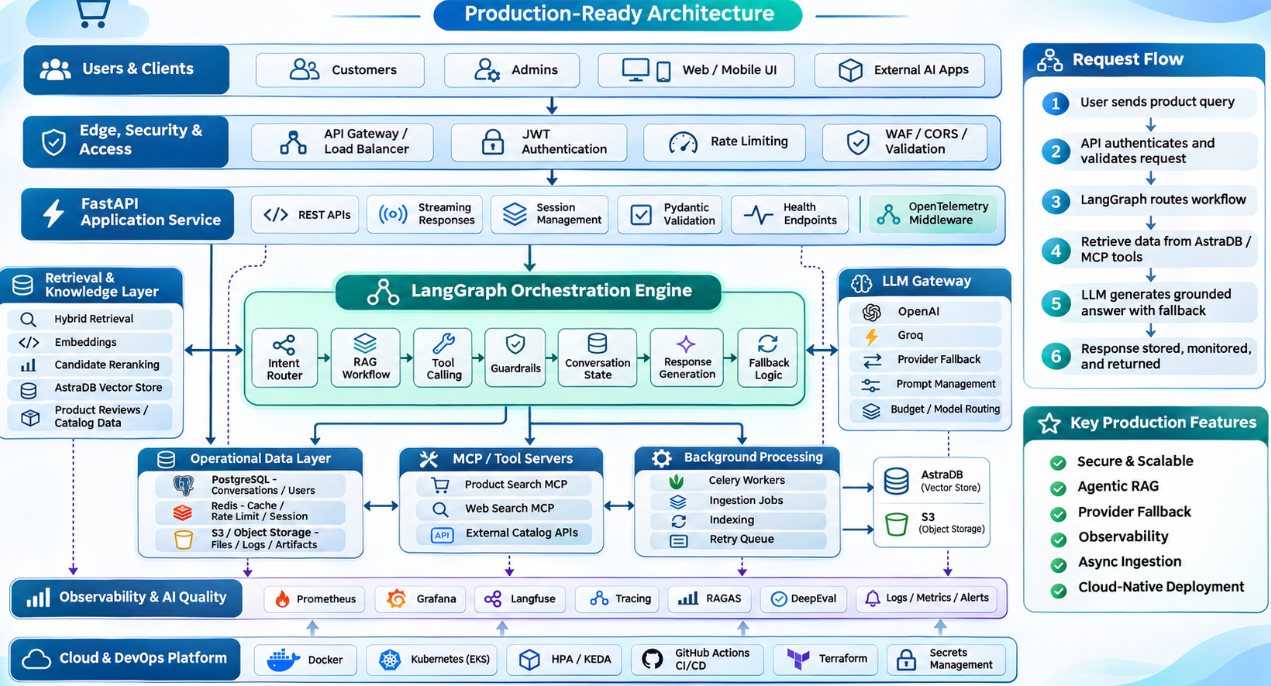 Production-Ready Architecture
Users & Clients
Customers
Admins
Web / Mobile UI
External AI Apps
Edge, Security &
Access
API Gateway /
Load Balancer
JWT
Authentication
Rate Limiting
WAF / CORS /
Validation
FastAPI
Application Service
</> REST APIs
Streaming
Responses
Session
Management
Pydantic
Validation
Health
Endpoints
OpenTelemetry
Middleware
Retrieval &
Knowledge Layer
Hybrid Retrieval
</> Embeddings
Candidate Reranking
AstraDB Vector Store
Product Reviews /
Catalog Data
LangGraph Orchestration Engine
Intent
Router
RAG
Workflow
Tool
Calling
Guardrails
Conversation
State
Response
Generation
Fallback
Logic
LLM Gateway
OpenAI
Groq
Provider Fallback
Prompt Management
Budget / Model Routing
Operational Data Layer
PostgreSQL -
Conversations / Users
Redis - Cache /
Rate Limit / Session
S3 / Object Storage -
Files / Logs / Artifacts
MCP / Tool Servers
Product Search MCP
Web Search MCP
API External Catalog APIs
Background Processing
Celery Workers
Ingestion Jobs
Indexing
Retry Queue
AstraDB
(Vector Store)
S3
(Object Storage)
Observability & AI Quality
Prometheus
Grafana
Langfuse
Tracing
RAGAS
DeepEval
Logs / Metrics / Alerts
Cloud & DevOps Platform
Docker
Kubernetes (EKS)
HPA / KEDA
GitHub Actions
CI/CD
Terraform
Secrets
Management
Request Flow
1 User sends product query
2 API authenticates and
validates request
3 LangGraph routes workflow
4 Retrieve data from AstraDB /
MCP tools
5 LLM generates grounded
answer with fallback
6 Response stored, monitored,
and returned
Key Production Features
Secure & Scalable
Agentic RAG
Provider Fallback
Observability
Async Ingestion
Cloud-Native Deployment